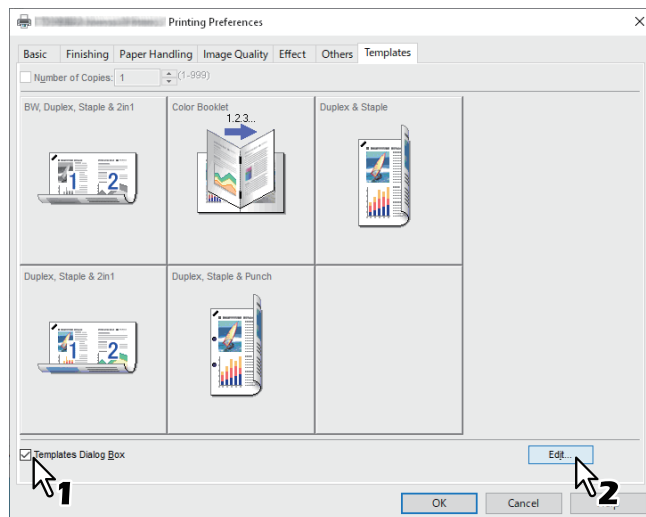 Printing Preferences
Basic Finishing Paper Handling Image Quality Effect Others Templates
Number of Copies: 1 (1-999)
BW, Duplex, Staple & 2in1 Color Booklet Duplex & Staple
1.2.3...
1 2
Duplex, Staple & 2in1 Duplex, Staple & Punch
1 2
Templates Dialog Box Edit...
1 2
OK Cancel